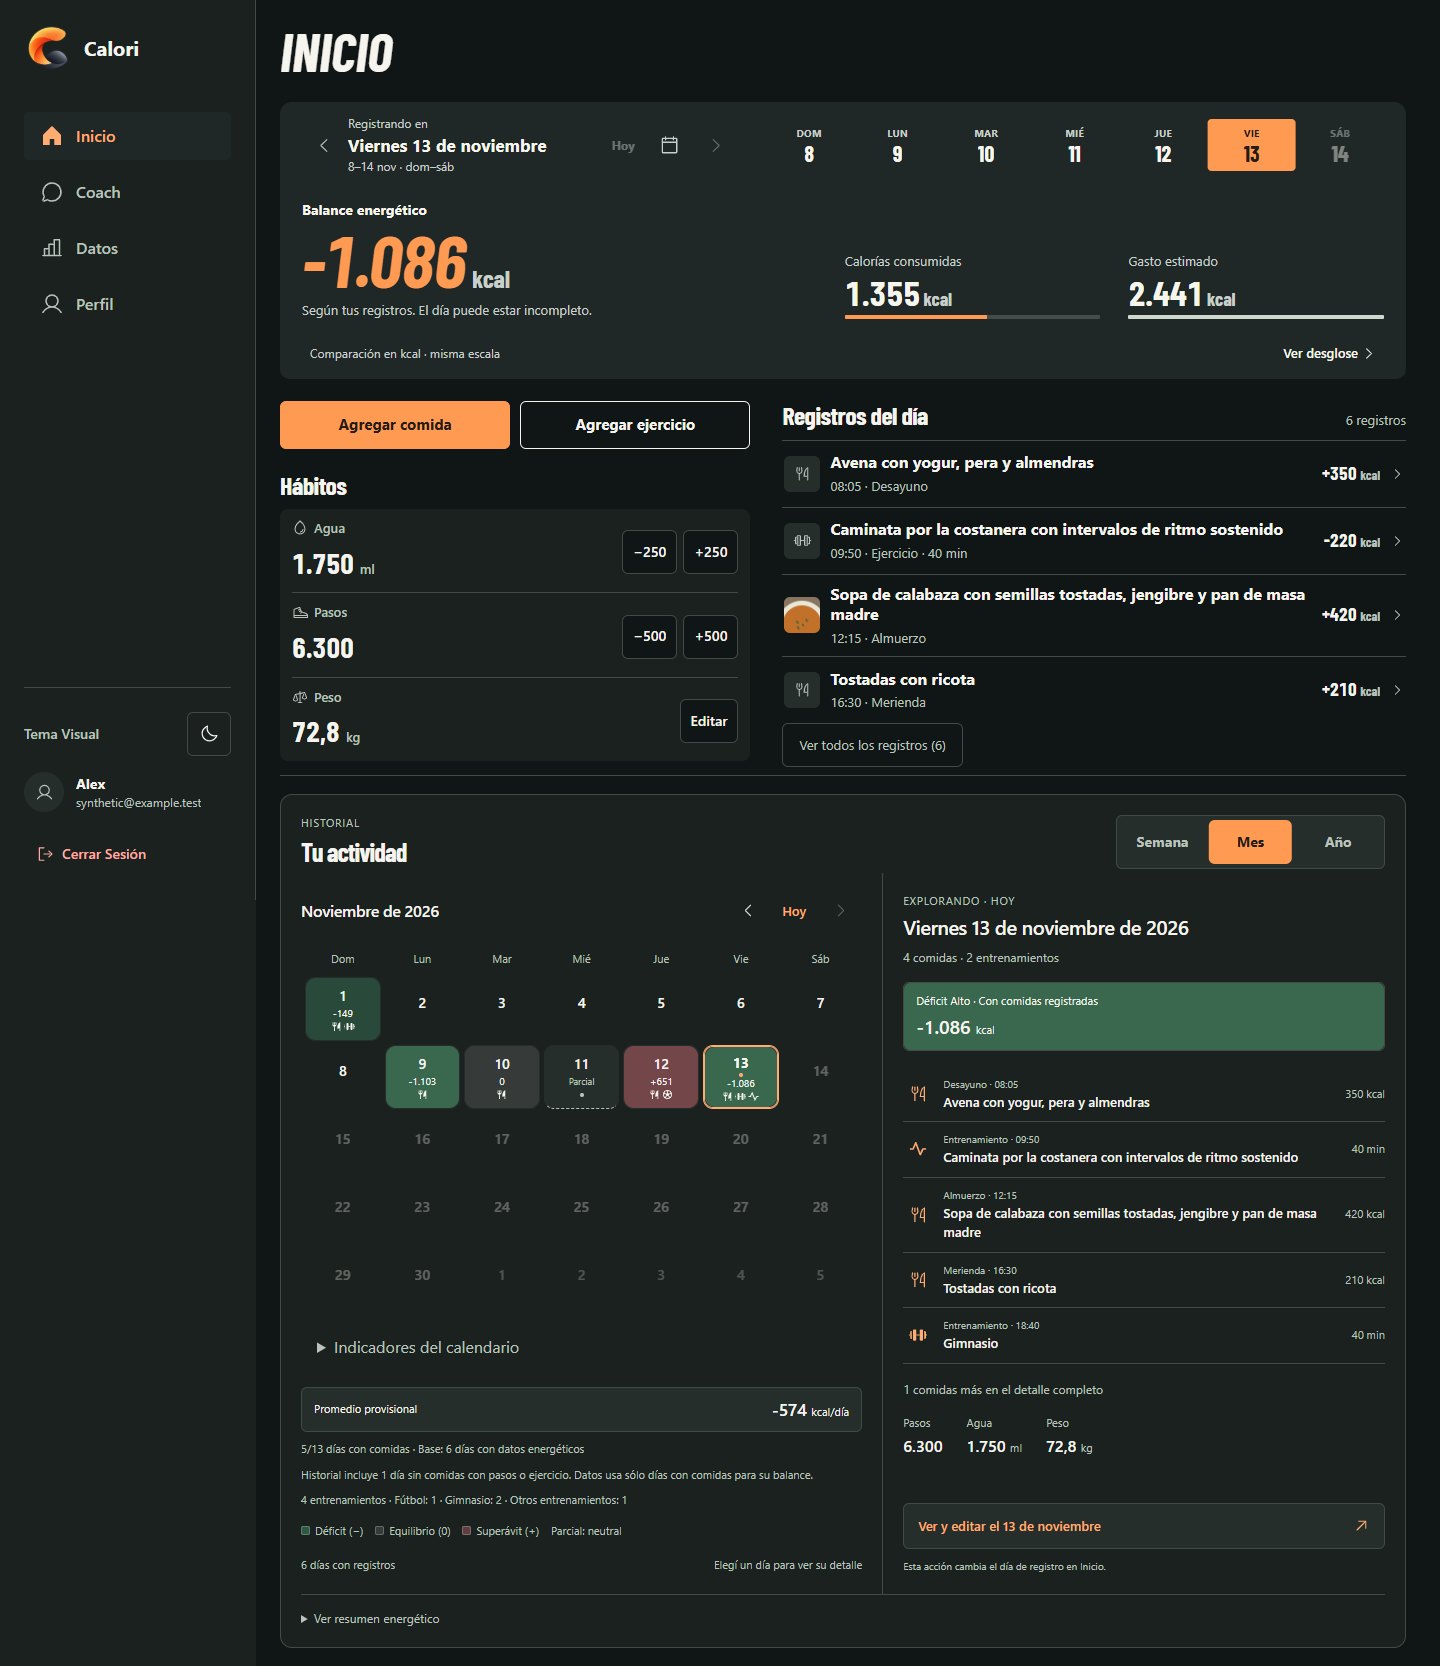 Calori
Inicio
Coach
Datos
Perfil
Tema Visual
Alex
synthetic@example.test
Cerrar Sesión
INICIO
Registrando en
Viernes 13 de noviembre
8–14 nov · dom–sáb
Hoy
DOM
8
LUN
9
MAR
10
MIÉ
11
JUE
12
VIE
13
SÁB
14
Balance energético
-1.086 kcal
Según tus registros. El día puede estar incompleto.
Calorías consumidas
1.355 kcal
Gasto estimado
2.441 kcal
Comparación en kcal · misma escala
Ver desglose
Agregar comida
Agregar ejercicio
Hábitos
Agua
1.750 ml
−250
+250
Pasos
6.300
−500
+500
Peso
72,8 kg
Editar
Registros del día
6 registros
Avena con yogur, pera y almendras
08:05 · Desayuno
+350 kcal
Caminata por la costanera con intervalos de ritmo sostenido
09:50 · Ejercicio · 40 min
-220 kcal
Sopa de calabaza con semillas tostadas, jengibre y pan de masa
madre
12:15 · Almuerzo
+420 kcal
Tostadas con ricota
16:30 · Merienda
+210 kcal
Ver todos los registros (6)
HISTORIAL
Tu actividad
Semana
Mes
Año
Noviembre de 2026
Hoy
Dom Lun Mar Mié Jue Vie Sáb
1
-149
2 3 4 5 6 7
8
9
-1.103
10
0
11
Parcial
12
+651
13
-1.086
14
15 16 17 18 19 20 21
22 23 24 25 26 27 28
29 30 1 2 3 4 5
Indicadores del calendario
Promedio provisional
-574 kcal/día
5/13 días con comidas · Base: 6 días con datos energéticos
Historial incluye 1 día sin comidas con pasos o ejercicio. Datos usa sólo días con comidas para su balance.
4 entrenamientos · Fútbol: 1 · Gimnasio: 2 · Otros entrenamientos: 1
Déficit (−) Equilibrio (0) Superávit (+) Parcial: neutral
6 días con registros
Elegí un día para ver su detalle
EXPLORANDO · HOY
Viernes 13 de noviembre de 2026
4 comidas · 2 entrenamientos
Déficit Alto · Con comidas registradas
-1.086 kcal
Desayuno · 08:05
Avena con yogur, pera y almendras
350 kcal
Entrenamiento · 09:50
Caminata por la costanera con intervalos de ritmo sostenido
40 min
Almuerzo · 12:15
Sopa de calabaza con semillas tostadas, jengibre y pan de masa
madre
420 kcal
Merienda · 16:30
Tostadas con ricota
210 kcal
Entrenamiento · 18:40
Gimnasio
40 min
1 comidas más en el detalle completo
Pasos
6.300
Agua
1.750 ml
Peso
72,8 kg
Ver y editar el 13 de noviembre
Esta acción cambia el día de registro en Inicio.
Ver resumen energético